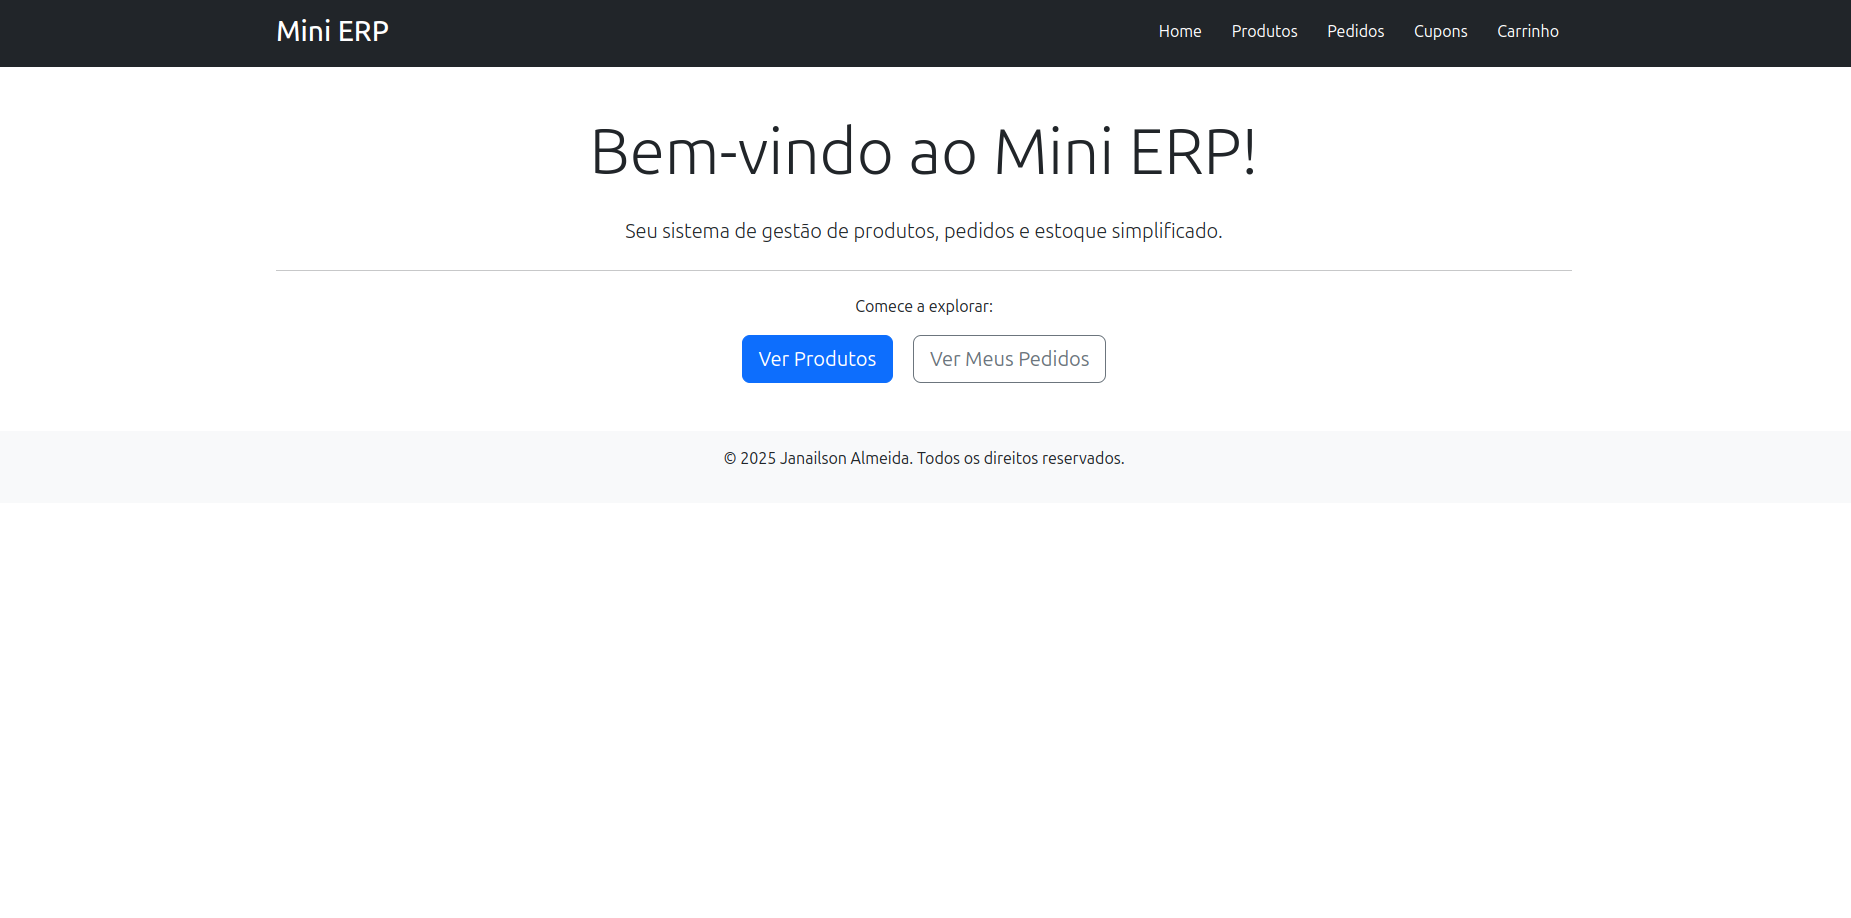 Mini ERP
Home Produtos Pedidos Cupons Carrinho
Bem-vindo ao Mini ERP!
Seu sistema de gestão de produtos, pedidos e estoque simplificado.
Comece a explorar:
Ver Produtos Ver Meus Pedidos
© 2025 Janailson Almeida. Todos os direitos reservados.